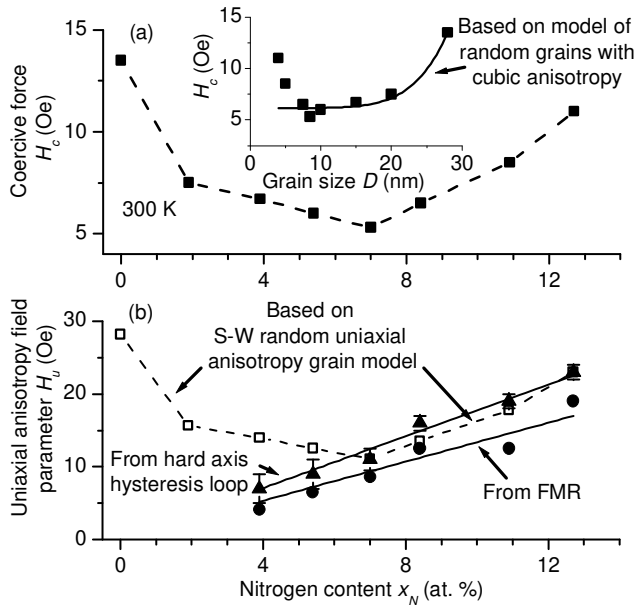 (a)
Coercive force
H_c (Oe)
15
10
5
300 K
0
4
8
12
H_c (Oe)
15
10
5
0
10
20
30
Grain size D (nm)
Based on model of
random grains with
cubic anisotropy
(b)
Uniaxial anisotropy field
parameter H_u (Oe)
30
20
10
0
Based on
S-W random uniaxial
anisotropy grain model
From hard axis
hysteresis loop
From FMR
0
4
8
12
Nitrogen content x_N (at. %)